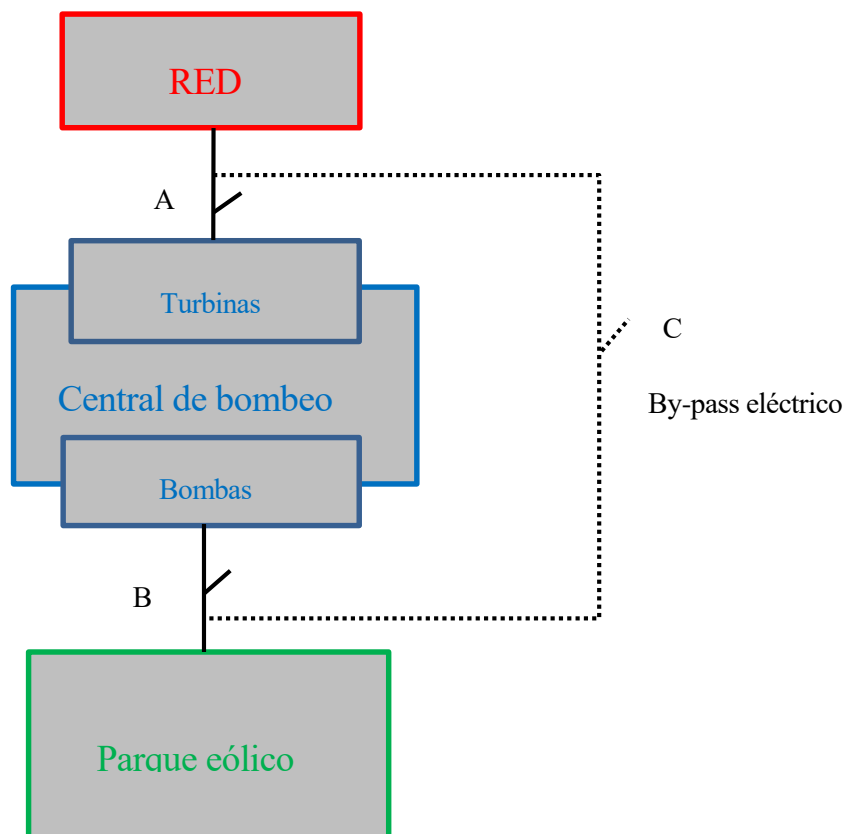 RED
A
Turbinas
C
Central de bombeo
By-pass eléctrico
Bombas
B
Parque eólico